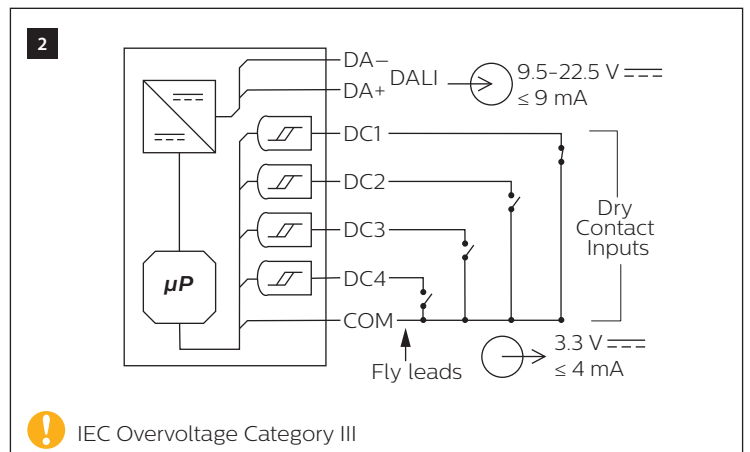 2
DA−
DA+
DALI
9.5-22.5 V
≤ 9 mA
DC1
DC2
DC3
DC4
COM
Dry
Contact
Inputs
μP
Fly leads
3.3 V
≤ 4 mA
! IEC Overvoltage Category III